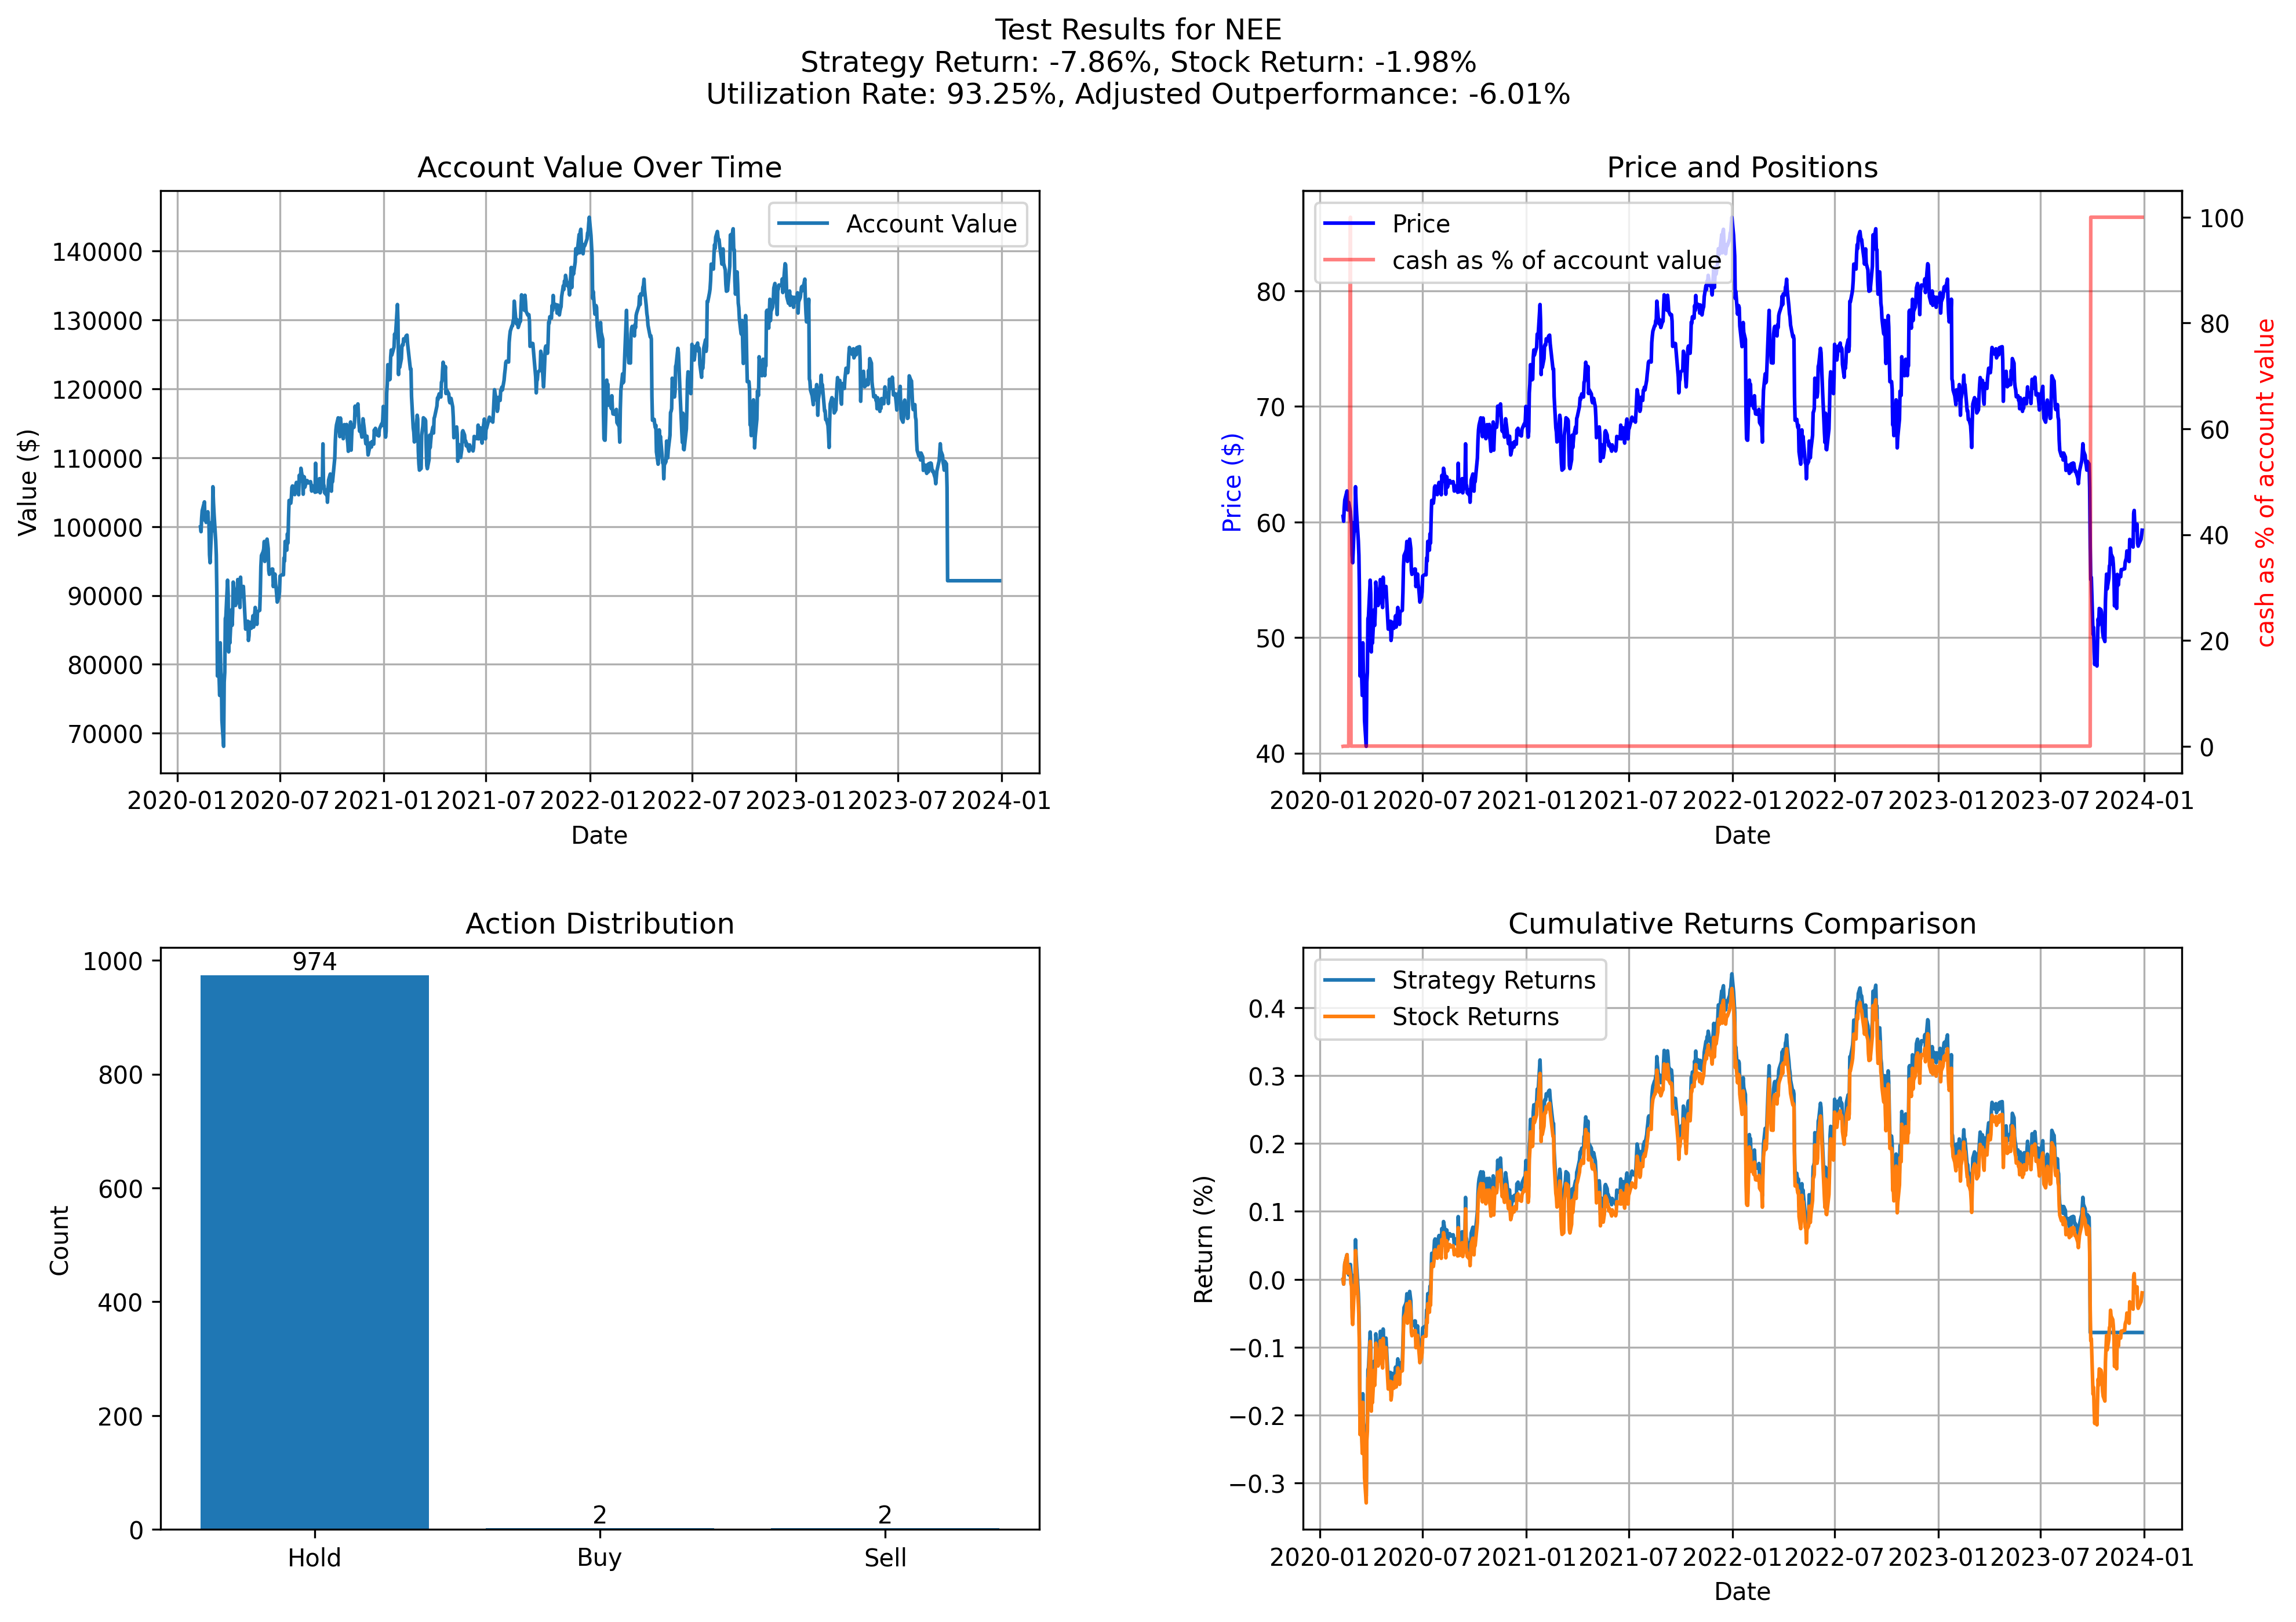 Test Results for NEE
Strategy Return: -7.86%, Stock Return: -1.98%
Utilization Rate: 93.25%, Adjusted Outperformance: -6.01%
Account Value Over Time
Account Value
Value ($)
140000
130000
120000
110000
100000
90000
80000
70000
2020-01 2020-07 2021-01 2021-07 2022-01 2022-07 2023-01 2023-07 2024-01
Date
Price and Positions
Price
cash as % of account value
Price ($)
80
70
60
50
40
100
80
60
40
20
0
cash as % of account value
2020-01 2020-07 2021-01 2021-07 2022-01 2022-07 2023-01 2023-07 2024-01
Date
Action Distribution
Count
1000
800
600
400
200
0
974
2
2
Hold Buy Sell
Cumulative Returns Comparison
Strategy Returns
Stock Returns
Return (%)
0.4
0.3
0.2
0.1
0.0
−0.1
−0.2
−0.3
2020-01 2020-07 2021-01 2021-07 2022-01 2022-07 2023-01 2023-07 2024-01
Date